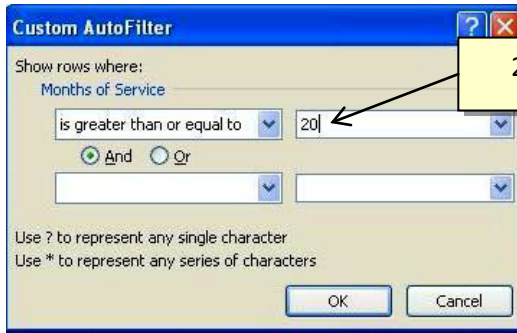 Custom AutoFilter
Show rows where:
Months of Service
is greater than or equal to 20
And Or
Use ? to represent any single character
Use * to represent any series of characters
OK Cancel
2